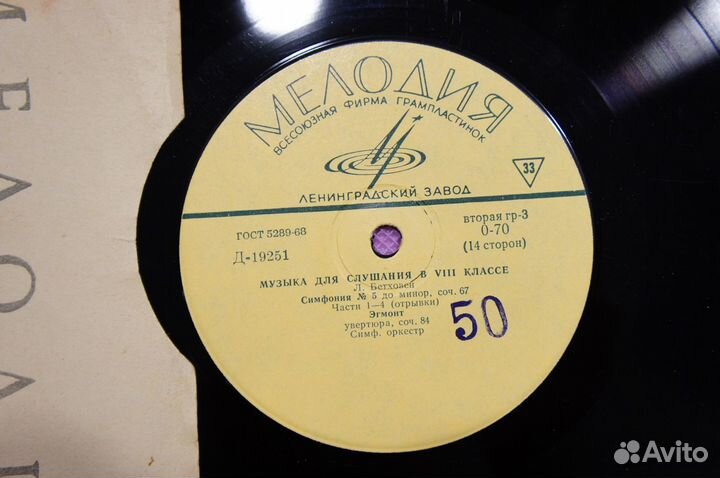 МЕЛОДИЯ
МЕЛОДИЯ
ВСЕСОЮЗНАЯ ФИРМА ГРАМПЛАСТИНОК
33
ЛЕНИНГРАДСКИЙ ЗАВОД
ГОСТ 5289-68
вторая гр-3
Д-19251
0-70
(14 сторон)
МУЗЫКА ДЛЯ СЛУШАНИЯ В VIII КЛАССЕ
Л. Бетховен
Симфония № 5 до минор, соч. 67
Части 1—4 (отрывки)
Эгмонт
увертюра, соч. 84
Симф. оркестр
50
Avito